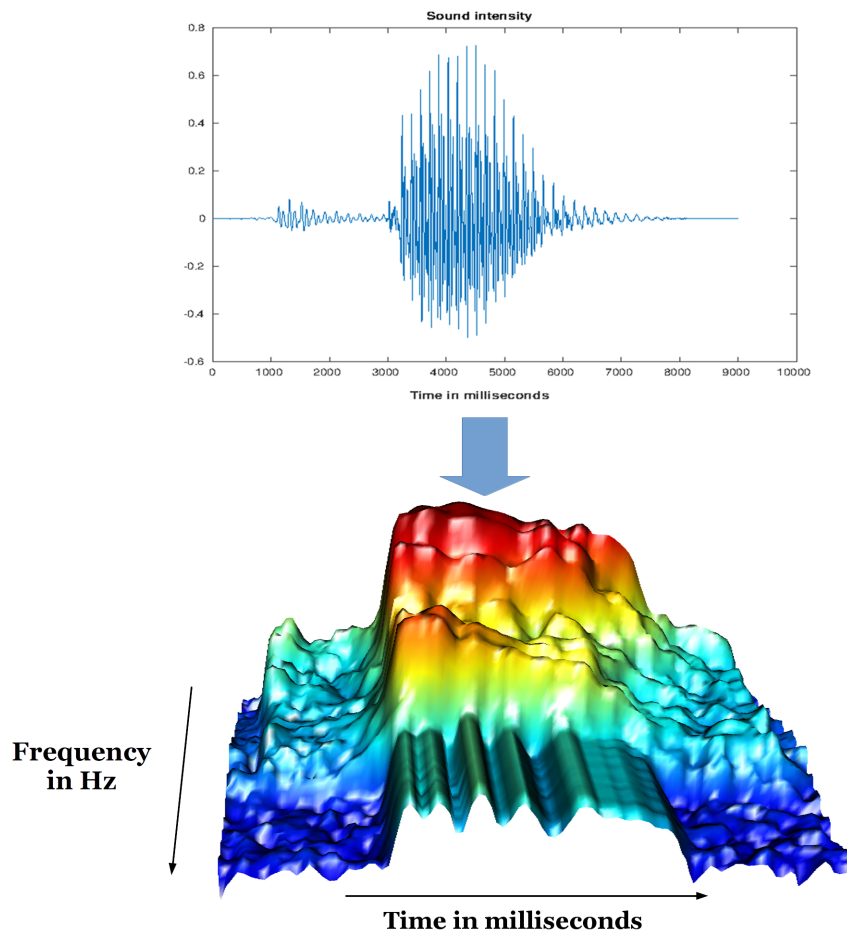 Sound intensity
0.8
0.6
0.4
0.2
0
-0.2
-0.4
-0.6
0 1000 2000 3000 4000 5000 6000 7000 8000 9000 10000
Time in milliseconds
Frequency
in Hz
Time in milliseconds